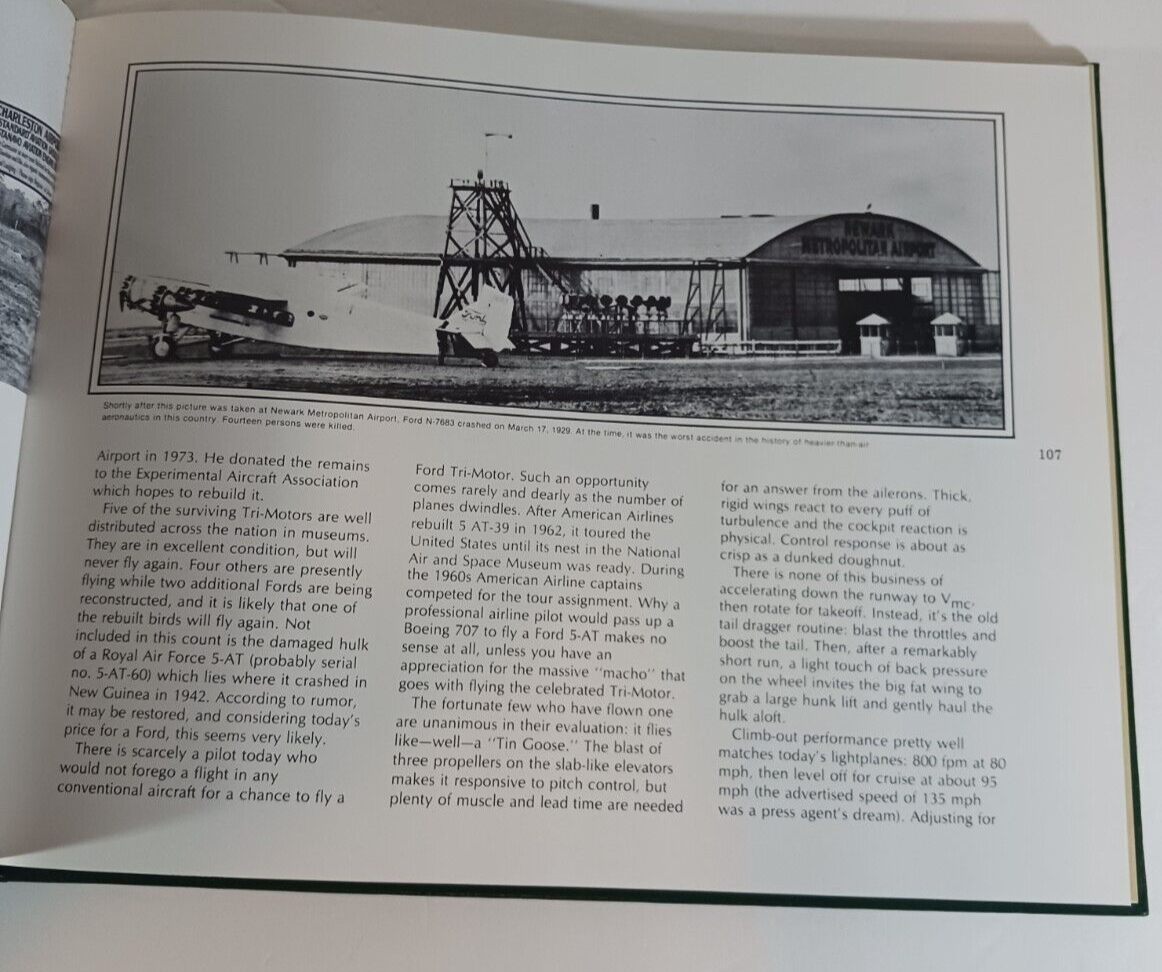 CHARLESTON
NEWARK
METROPOLITAN AIRPORT
Shortly after this picture was taken at Newark Metropolitan Airport, Ford N-7683 crashed on March 17, 1929. At the time, it was the worst accident in the history of heavier-than-air
aeronautics in this country. Fourteen persons were killed.
107
Airport in 1973. He donated the remains
to the Experimental Aircraft Association
which hopes to rebuild it.
Five of the surviving Tri-Motors are well
distributed across the nation in museums.
They are in excellent condition, but will
never fly again. Four others are presently
flying while two additional Fords are being
reconstructed, and it is likely that one of
the rebuilt birds will fly again. Not
included in this count is the damaged hulk
of a Royal Air Force 5-AT (probably serial
no. 5-AT-60) which lies where it crashed in
New Guinea in 1942. According to rumor,
it may be restored, and considering today's
price for a Ford, this seems very likely.
There is scarcely a pilot today who
would not forego a flight in any
conventional aircraft for a chance to fly a
Ford Tri-Motor. Such an opportunity
comes rarely and dearly as the number of
planes dwindles. After American Airlines
rebuilt 5 AT-39 in 1962, it toured the
United States until its nest in the National
Air and Space Museum was ready. During
the 1960s American Airline captains
competed for the tour assignment. Why a
professional airline pilot would pass up a
Boeing 707 to fly a Ford 5-AT makes no
sense at all, unless you have an
appreciation for the massive "macho" that
goes with flying the celebrated Tri-Motor.
The fortunate few who have flown one
are unanimous in their evaluation: it flies
like—well—a "Tin Goose." The blast of
three propellers on the slab-like elevators
makes it responsive to pitch control, but
plenty of muscle and lead time are needed
for an answer from the ailerons. Thick,
rigid wings react to every puff of
turbulence and the cockpit reaction is
physical. Control response is about as
crisp as a dunked doughnut.
There is none of this business of
accelerating down the runway to Vmc,
then rotate for takeoff. Instead, it's the old
tail dragger routine: blast the throttles and
boost the tail. Then, after a remarkably
short run, a light touch of back pressure
on the wheel invites the big fat wing to
grab a large hunk lift and gently haul the
hulk aloft.
Climb-out performance pretty well
matches today's lightplanes: 800 fpm at 80
mph, then level off for cruise at about 95
mph (the advertised speed of 135 mph
was a press agent's dream). Adjusting for